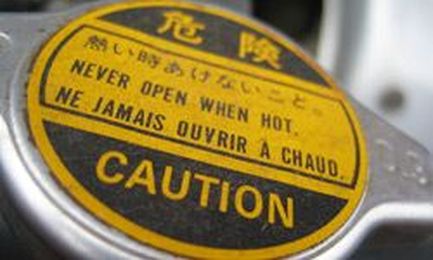 危険
熱い時あけないこと。
NEVER OPEN WHEN HOT.
NE JAMAIS OUVRIR À CHAUD.
CAUTION